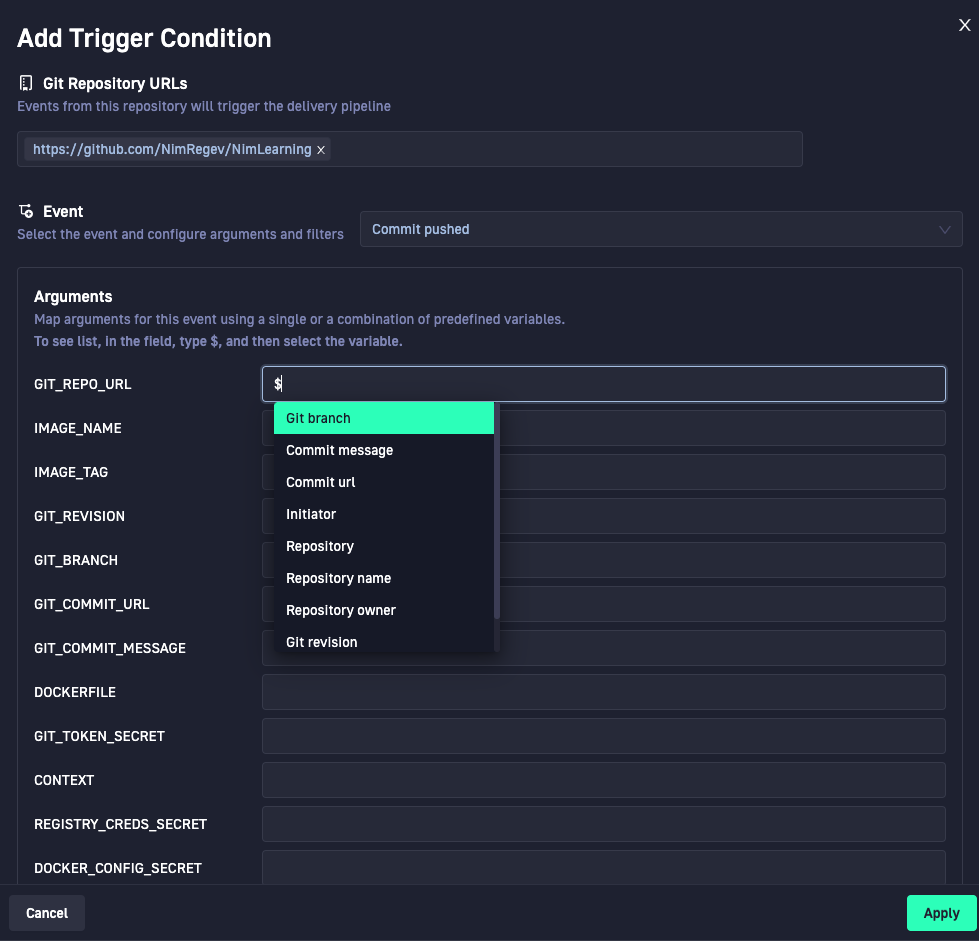 Add Trigger Condition
X
Git Repository URLs
Events from this repository will trigger the delivery pipeline
https://github.com/NimRegev/NimLearning ×
Event
Select the event and configure arguments and filters
Commit pushed
Arguments
Map arguments for this event using a single or a combination of predefined variables.
To see list, in the field, type $, and then select the variable.
GIT_REPO_URL
$
Git branch
IMAGE_NAME
Commit message
IMAGE_TAG
Commit url
GIT_REVISION
Initiator
Repository
GIT_BRANCH
Repository name
GIT_COMMIT_URL
Repository owner
GIT_COMMIT_MESSAGE
Git revision
DOCKERFILE
GIT_TOKEN_SECRET
CONTEXT
REGISTRY_CREDS_SECRET
DOCKER_CONFIG_SECRET
Cancel
Apply